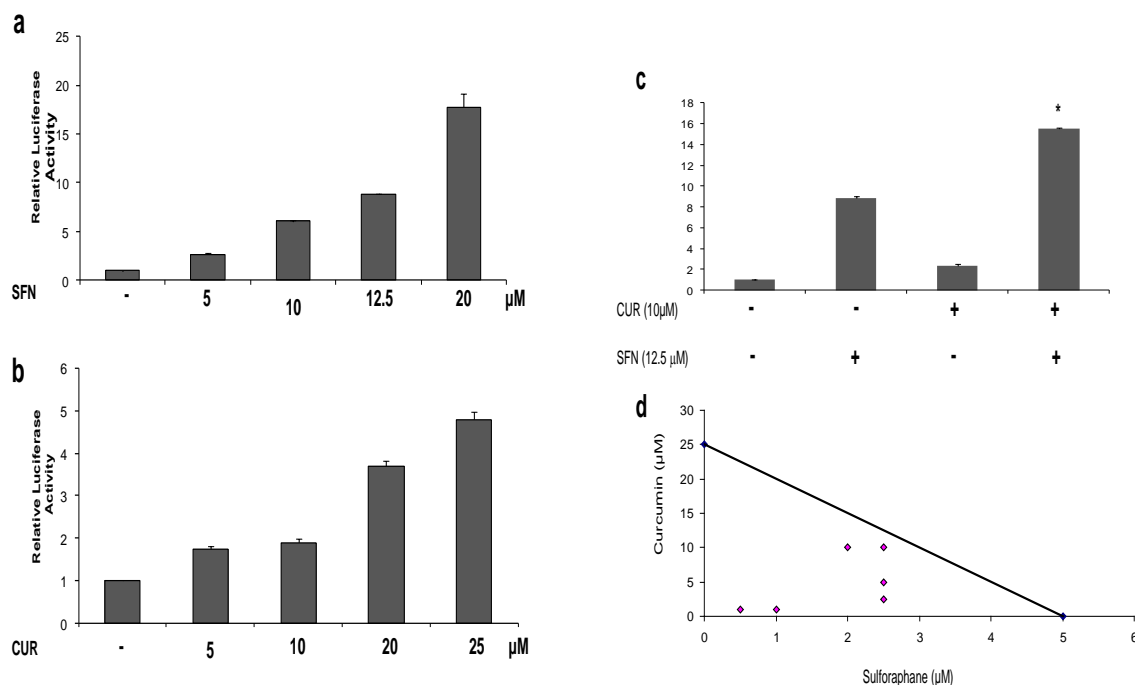 a
Relative Luciferase
Activity
25
20
15
10
5
0
SFN - 5 10 12.5 20 µM
b
Relative Luciferase
Activity
6
5
4
3
2
1
0
CUR - 5 10 20 25 µM
c
18
16
14
12
10
8
6
4
2
0
*
CUR (10µM) - - + +
SFN (12.5 µM) - + - +
d
Curcumin (µM)
30
25
20
15
10
5
0
0 1 2 3 4 5 6
Sulforaphane (µM)